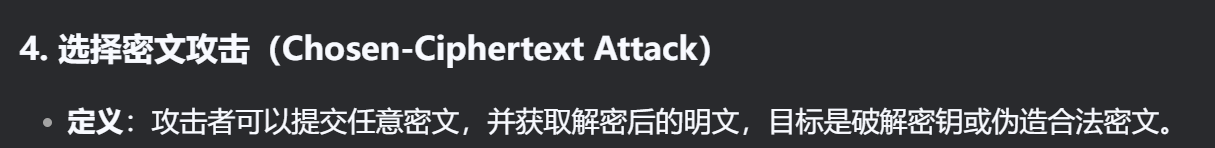 4. 选择密文攻击（Chosen-Ciphertext Attack）
• 定义：攻击者可以提交任意密文，并获取解密后的明文，目标是破解密钥或伪造合法密文。